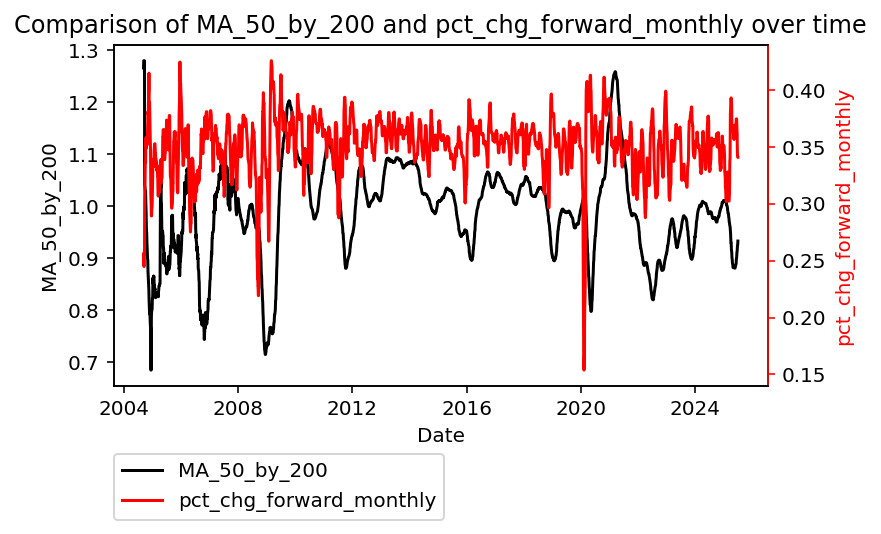 Comparison of MA_50_by_200 and pct_chg_forward_monthly over time
1.3
1.2
1.1
1.0
0.9
0.8
0.7
MA_50_by_200
0.40
0.35
0.30
0.25
0.20
0.15
pct_chg_forward_monthly
2004 2008 2012 2016 2020 2024
Date
MA_50_by_200
pct_chg_forward_monthly